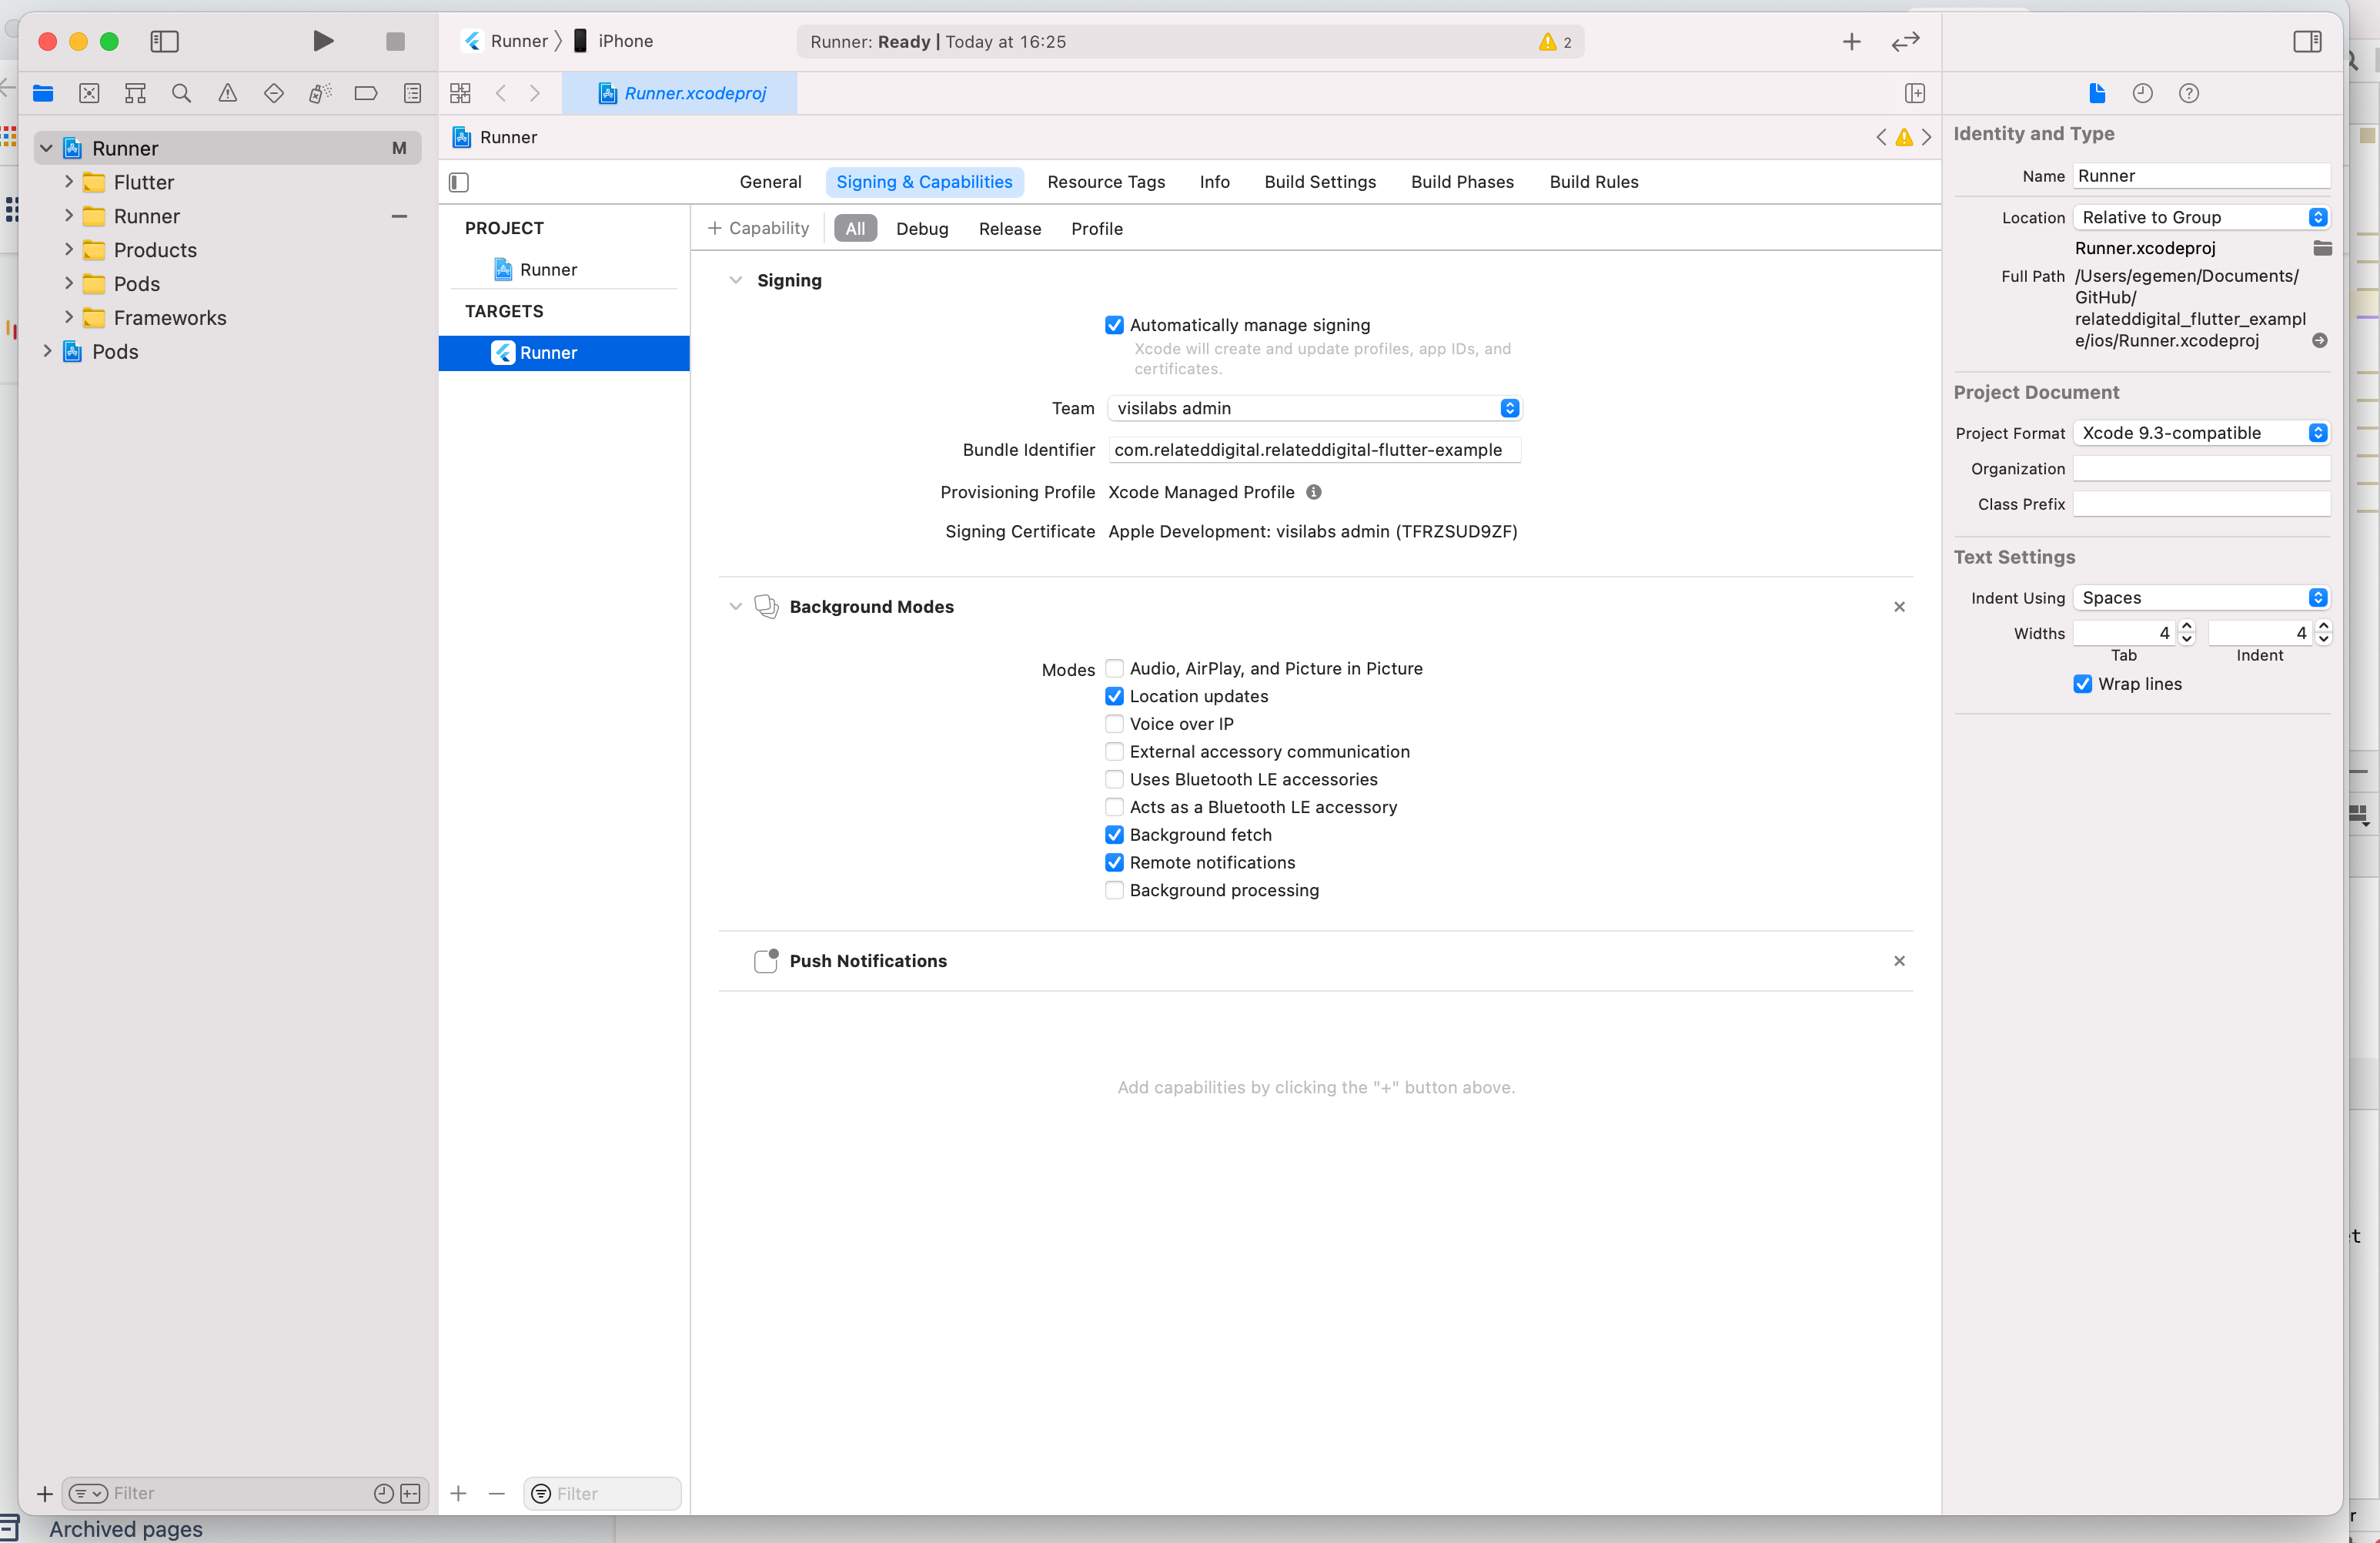 Runner
iPhone
Runner: Ready | Today at 16:25
2
Runner.xcodeproj
Runner
M
Flutter
Runner
Products
Pods
Frameworks
Pods
Filter
Runner
General
Signing & Capabilities
Resource Tags
Info
Build Settings
Build Phases
Build Rules
PROJECT
Runner
TARGETS
Runner
Filter
+ Capability
All
Debug
Release
Profile
Signing
Automatically manage signing
Xcode will create and update profiles, app IDs, and
certificates.
Team visilabs admin
Bundle Identifier com.relateddigital.relateddigital-flutter-example
Provisioning Profile Xcode Managed Profile
Signing Certificate Apple Development: visilabs admin (TFRZSUD9ZF)
Background Modes
Modes
Audio, AirPlay, and Picture in Picture
Location updates
Voice over IP
External accessory communication
Uses Bluetooth LE accessories
Acts as a Bluetooth LE accessory
Background fetch
Remote notifications
Background processing
Push Notifications
Add capabilities by clicking the "+" button above.
Identity and Type
Name Runner
Location Relative to Group
Runner.xcodeproj
Full Path /Users/egemen/Documents/
GitHub/
relateddigital_flutter_exampl
e/ios/Runner.xcodeproj
Project Document
Project Format Xcode 9.3-compatible
Organization
Class Prefix
Text Settings
Indent Using Spaces
Widths 4 4
Tab Indent
Wrap lines
Archived pages